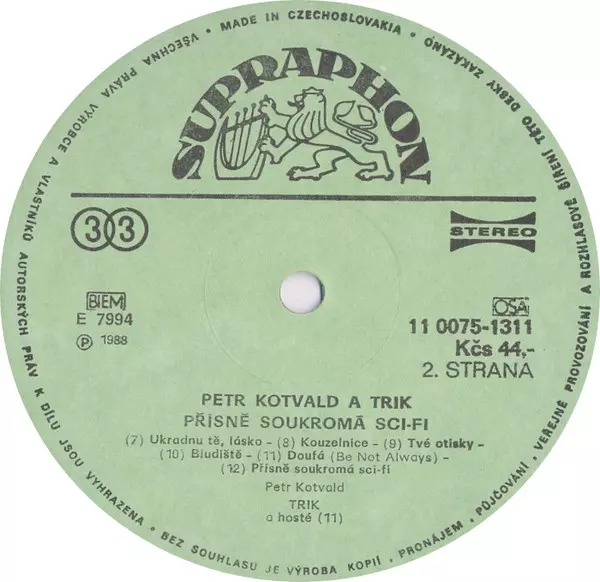 MADE IN CZECHOSLOVAKIA • VŠECHNA PRÁVA VÝROBCE A VLASTNÍKŮ AUTORSKÝCH PRÁV K DÍLU JSOU VYHRAZENA • BEZ SOUHLASU JE VÝROBA KOPIÍ, PRONÁJEM, PŮJČOVÁNÍ, VEŘEJNÉ PROVOZOVÁNÍ A ROZHLASOVÉ ŠÍŘENÍ TÉTO DESKY ZAKÁZÁNO •
SUPRAPHON
33
STEREO
BIEM
E 7994
Ⓟ 1988
OSA
11 0075-1311
Kčs 44,-
2. STRANA
PETR KOTVALD A TRIK
PŘÍSNĚ SOUKROMÁ SCI-FI
(7) Ukradnu tě, lásko - (8) Kouzelnice - (9) Tvé otisky -
(10) Bludiště - (11) Doufá (Be Not Always) -
(12) Přísně soukromá sci-fi
Petr Kotvald
TRIK
a hosté (11)